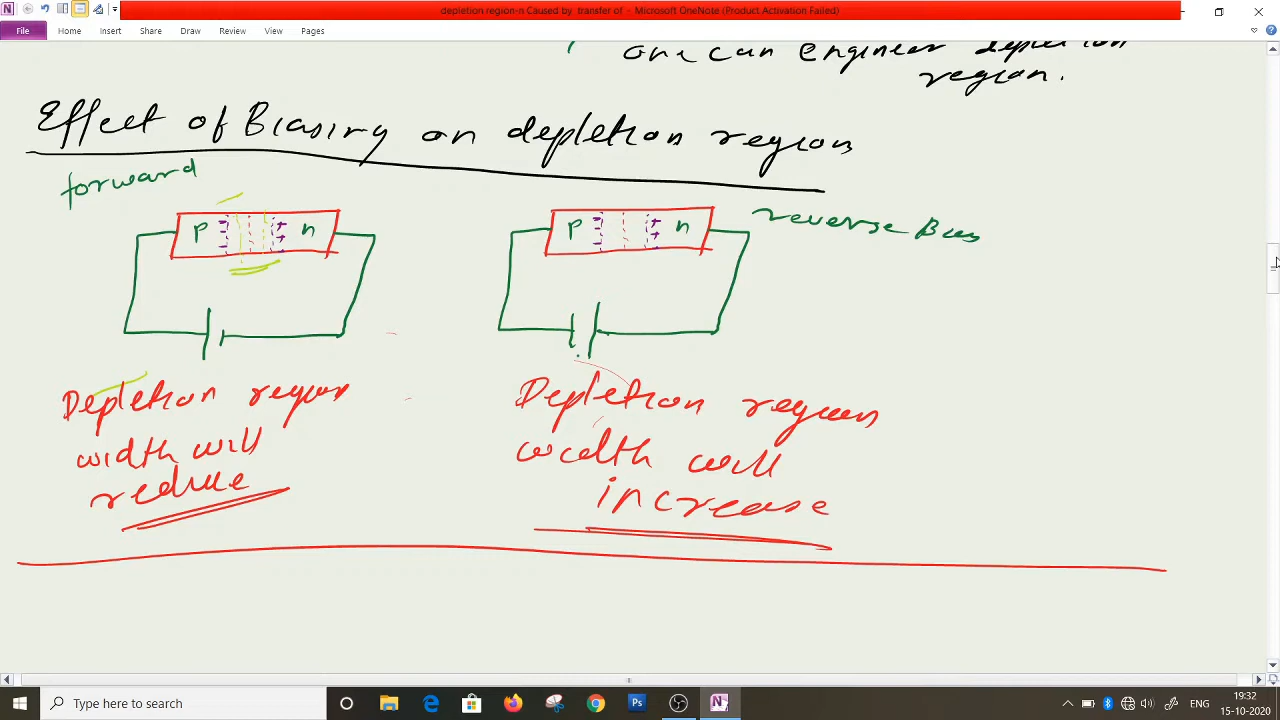 depletion region-n Caused by transfer of - Microsoft OneNote (Product Activation Failed)
File Home Insert Share Draw Review View Pages
one can engineer depletion
region.
Effect of Biasing on depletion region
forward
reverse Bias
p n
p n
Depletion region
width will
reduce
Depletion region
width will
increase
Type here to search
Ps
N
ENG
19:32
15-10-2020